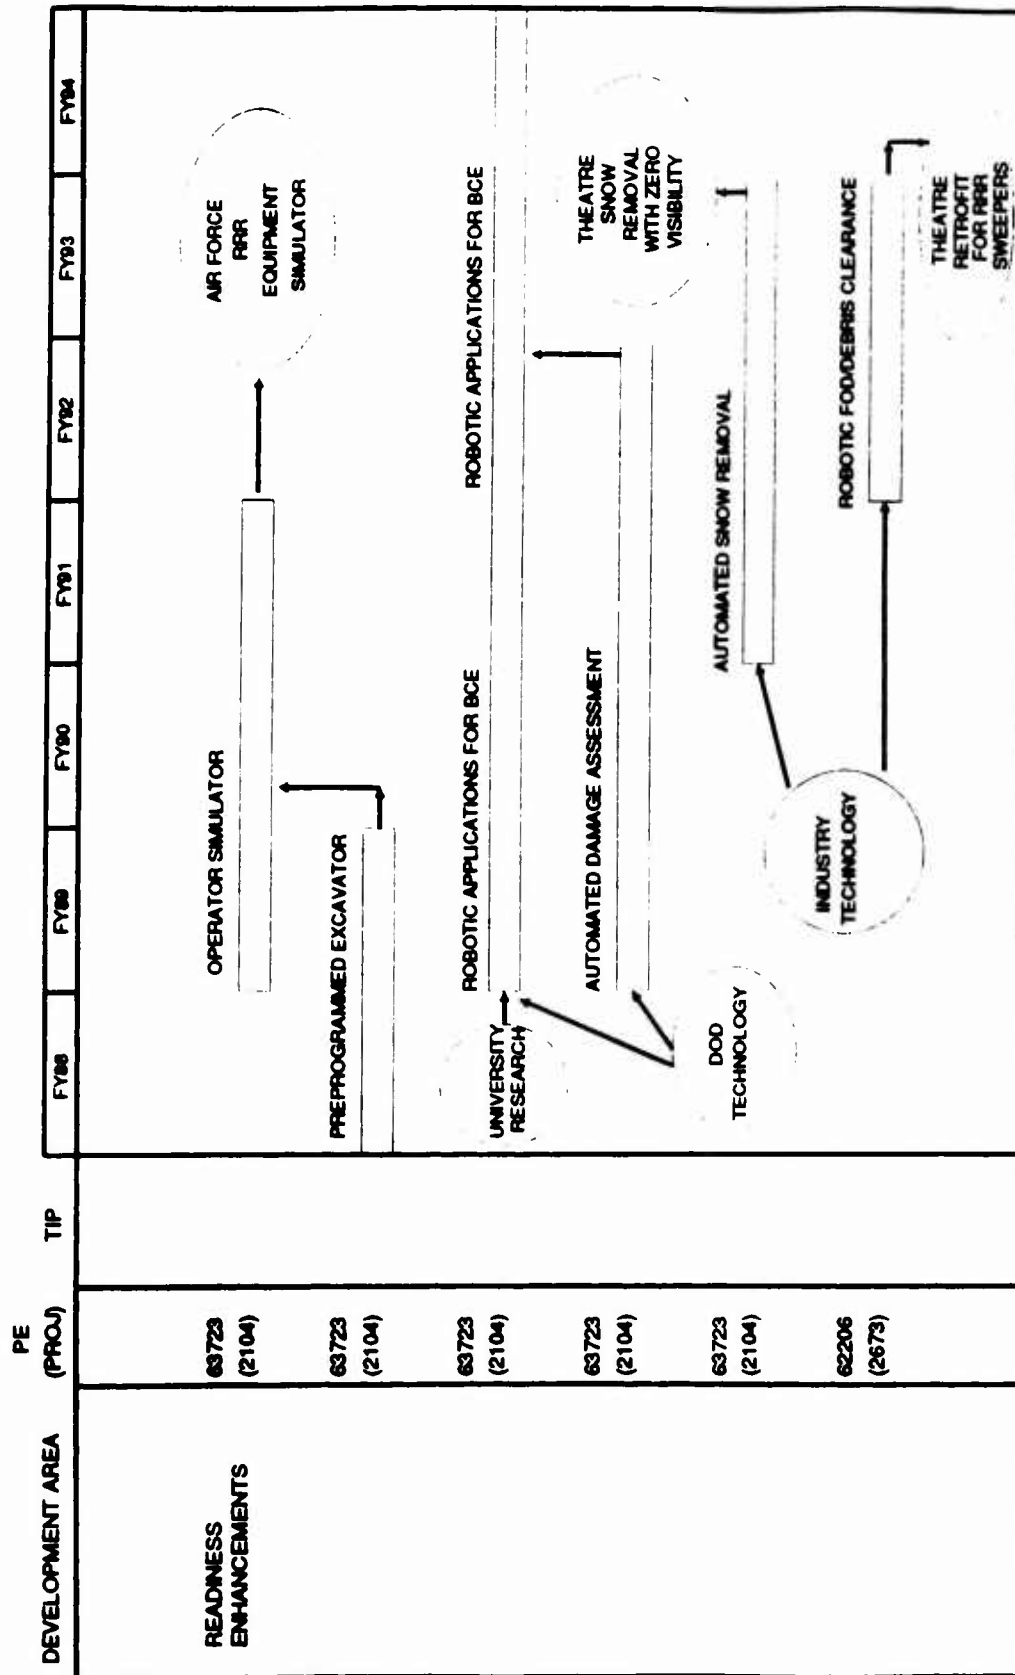 DEVELOPMENT AREA
PE
(PROJ)
TIP
FY88
FY89
FY90
FY91
FY92
FY93
FY94
READINESS
ENHANCEMENTS
63723
(2104)
OPERATOR SIMULATOR
AIR FORCE
RRR
EQUIPMENT
SIMULATOR
63723
(2104)
PREPROGRAMMED EXCAVATOR
63723
(2104)
UNIVERSITY
RESEARCH
ROBOTIC APPLICATIONS FOR BCE
ROBOTIC APPLICATIONS FOR BCE
63723
(2104)
AUTOMATED DAMAGE ASSESSMENT
THEATRE
SNOW
REMOVAL
WITH ZERO
VISIBILITY
63723
(2104)
DOD
TECHNOLOGY
AUTOMATED SNOW REMOVAL
62206
(2673)
INDUSTRY
TECHNOLOGY
ROBOTIC FOD/DEBRIS CLEARANCE
THEATRE
RETROFIT
FOR RRR
SWEEPERS